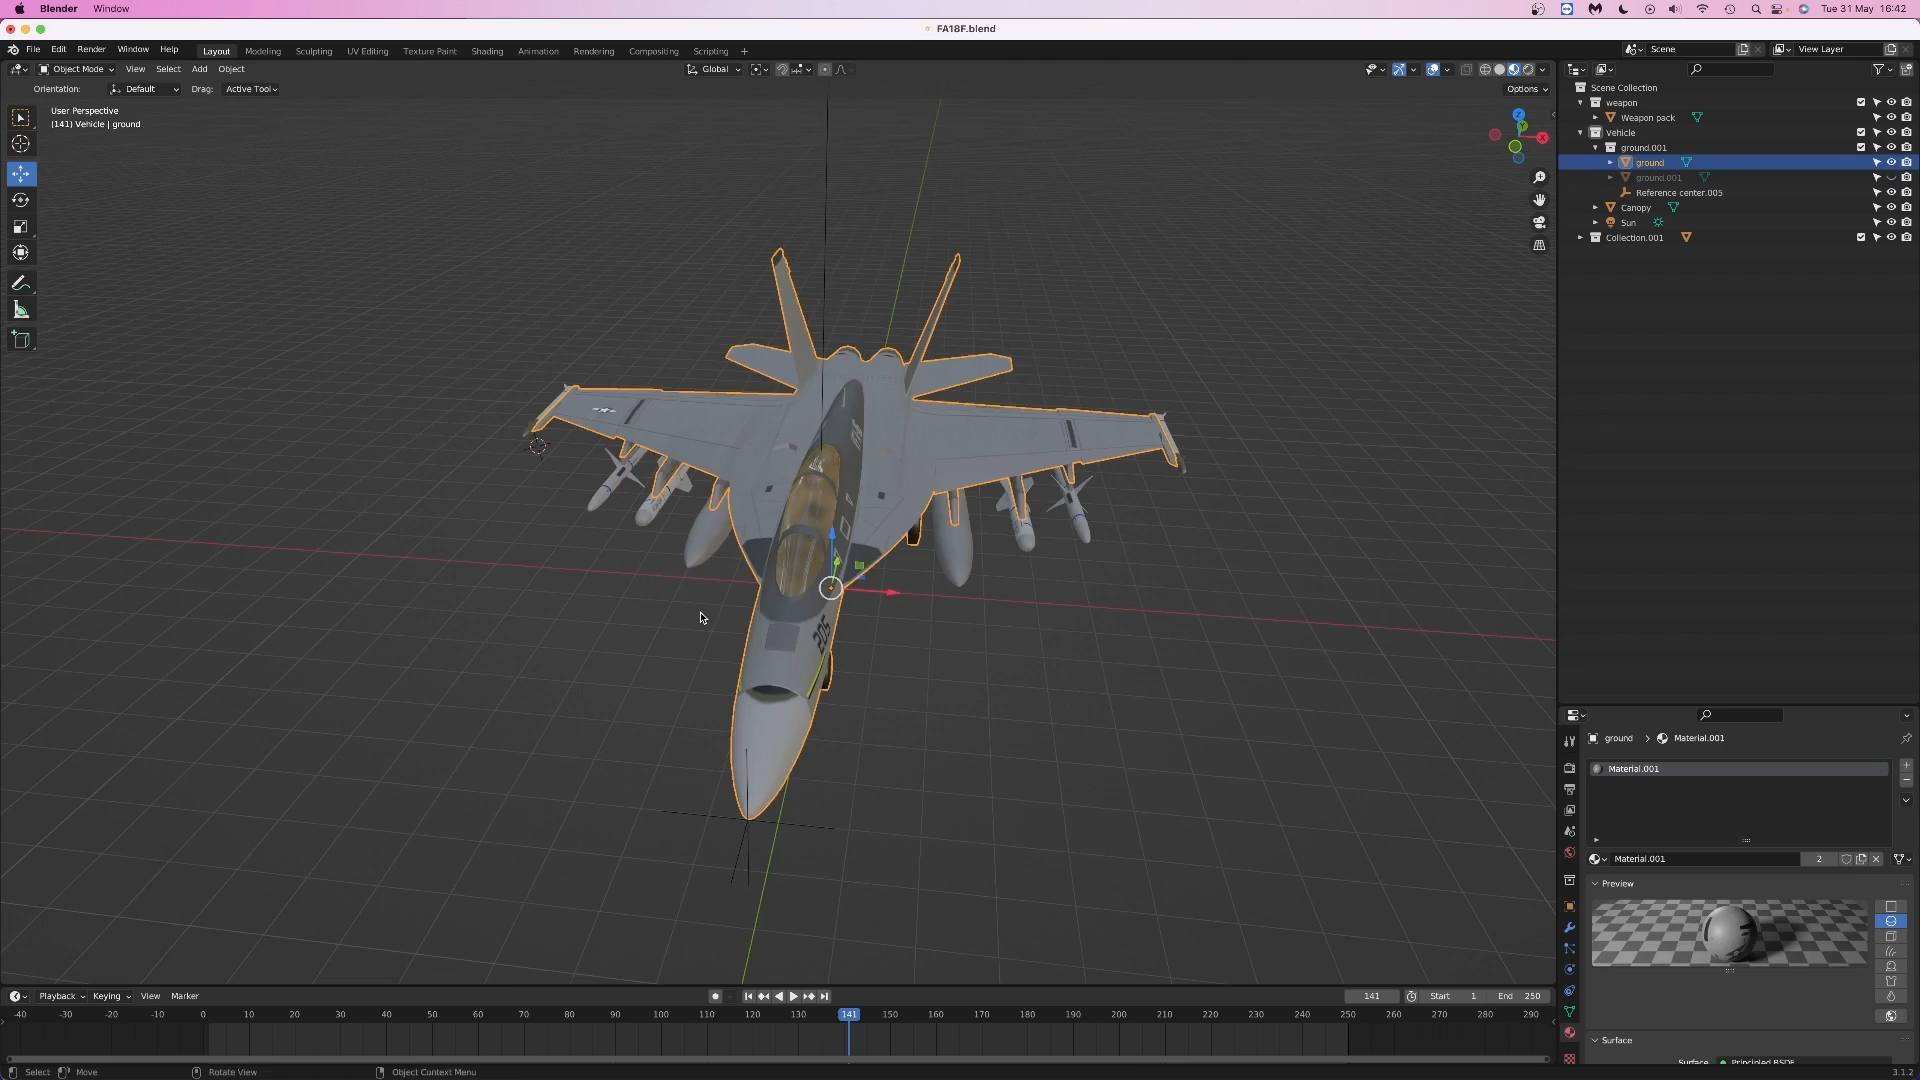 Blender Window Tue 31 May 16:42
FA18F.blend
File Edit Render Window Help Layout Modeling Sculpting UV Editing Texture Paint Shading Animation Rendering Compositing Scripting + Scene View Layer
Object Mode View Select Add Object Global
Orientation: Default Drag: Active Tool Options
User Perspective
(141) Vehicle | ground
Z
Y
X
205
Scene Collection
weapon
Weapon pack
Vehicle
ground.001
ground
ground.001
Reference center.005
Canopy
Sun
Collection.001
ground > Material.001
Material.001
Material.001 2
Preview
Surface
Surface Principled BSDF
Playback Keying View Marker 141 Start 1 End 250
-40 -30 -20 -10 0 10 20 30 40 50 60 70 80 90 100 110 120 130 141 150 160 170 180 190 200 210 220 230 240 250 260 270 280 290
Select Move Rotate View Object Context Menu 3.1.2